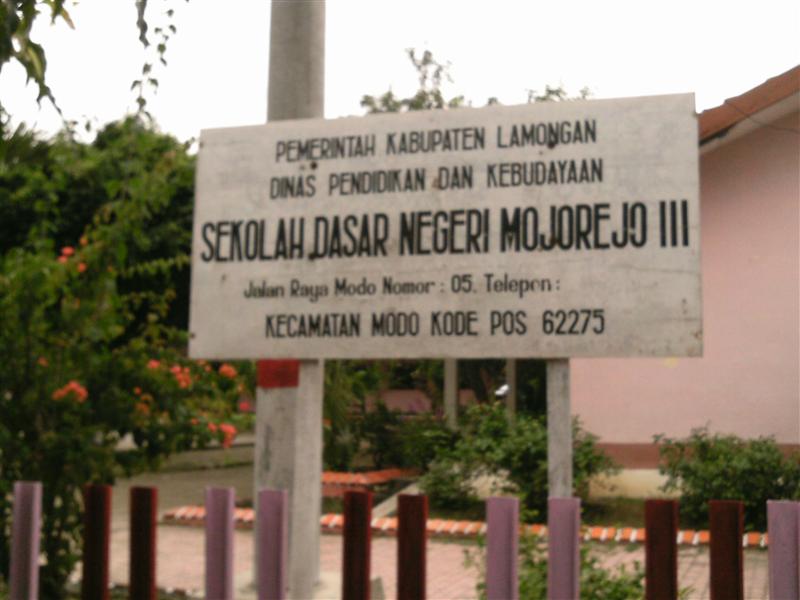 PEMERINTAH KABUPATEN LAMONGAN
DINAS PENDIDIKAN DAN KEBUDAYAAN
SEKOLAH DASAR NEGERI MOJOREJO III
Jalan Raya Modo Nomor : 05. Telepon :
KECAMATAN MODO KODE POS 62275